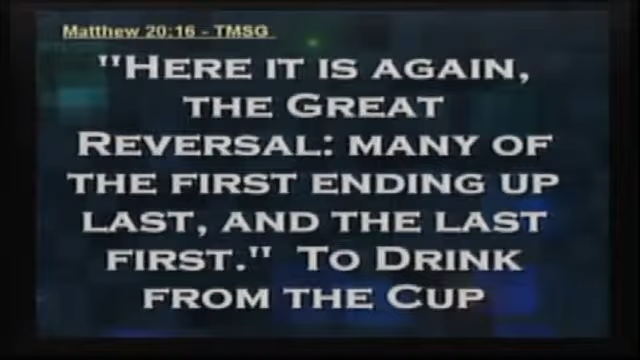 Matthew 20:16 - TMSG
"Here it is again,
the Great
Reversal: many of
the first ending up
last, and the last
first." To Drink
from the Cup